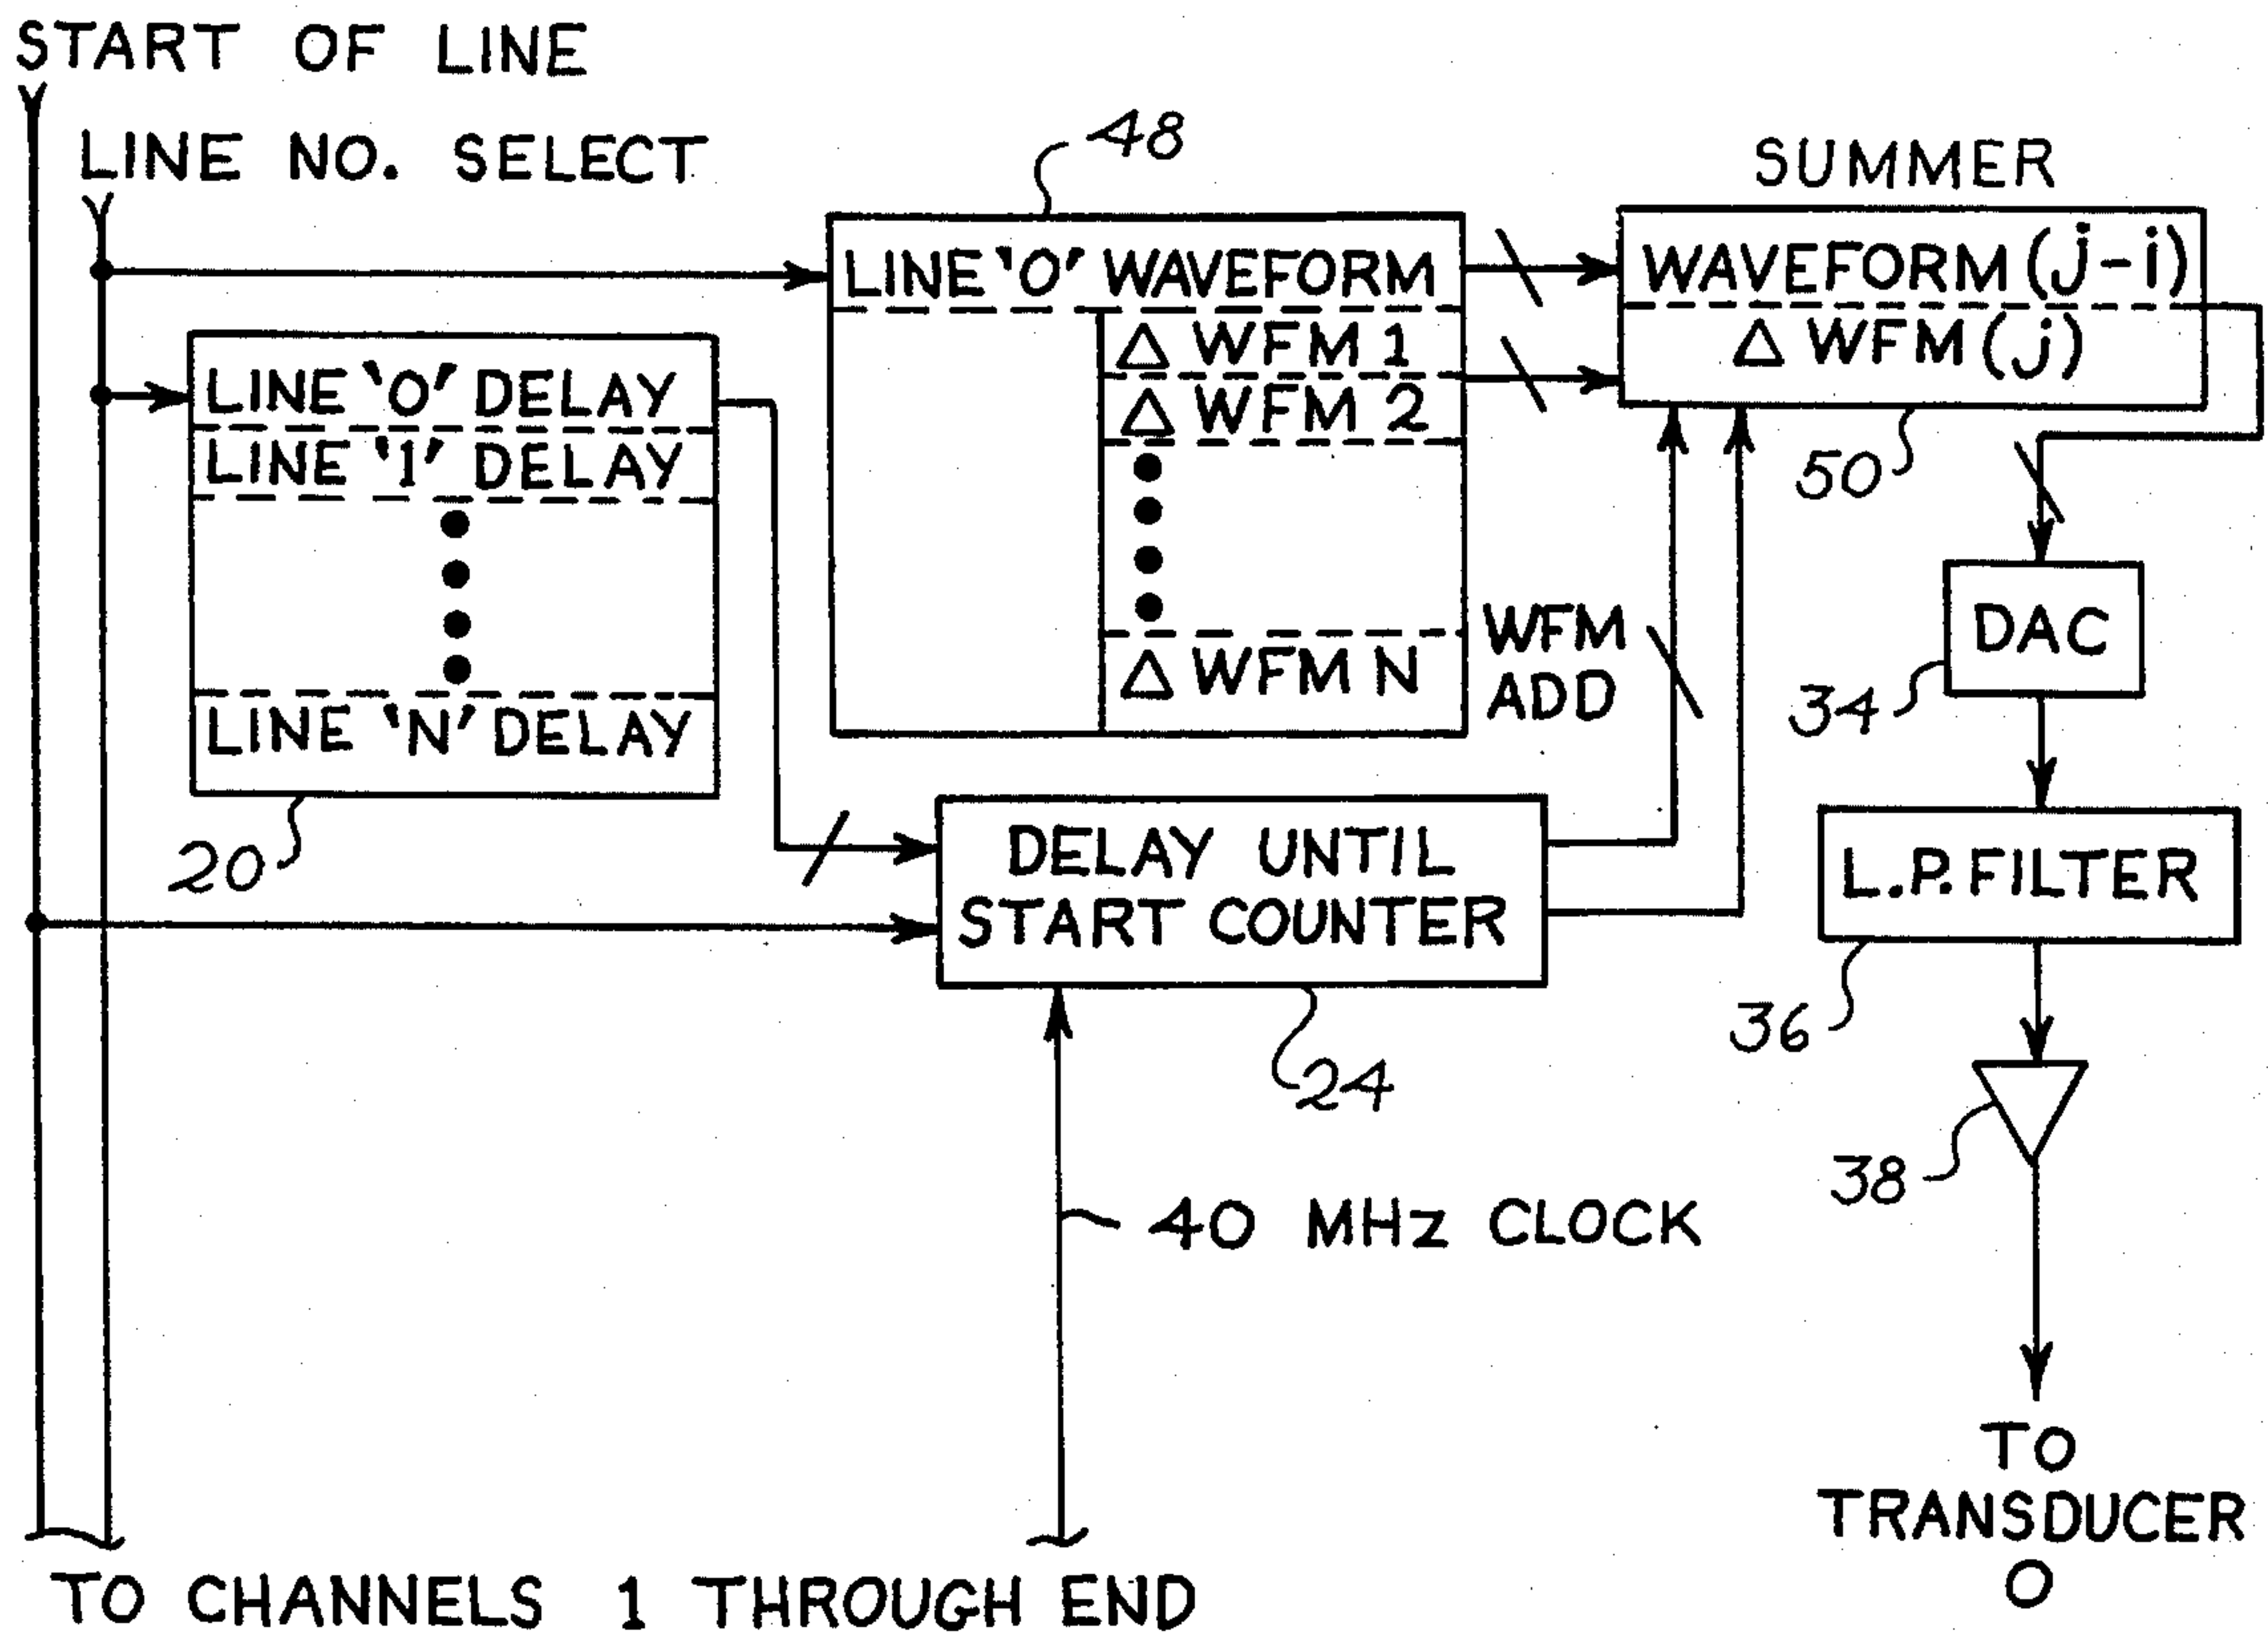 START OF LINE
LINE NO. SELECT
48
SUMMER
LINE 'O' WAVEFORM
Δ WFM 1
Δ WFM 2
Δ WFM N
WAVEFORM (j-i)
Δ WFM (j)
50
LINE 'O' DELAY
LINE '1' DELAY
LINE 'N' DELAY
20
WFM
ADD
DAC
34
DELAY UNTIL
START COUNTER
24
L.P. FILTER
36
38
40 MHz CLOCK
TO
TRANSDUCER
O
TO CHANNELS 1 THROUGH END